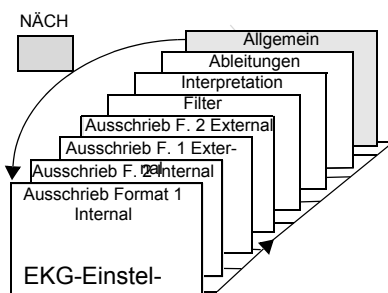 NÄCH
Allgemein
Ableitungen
Interpretation
Filter
Ausschrieb F. 2 External
Ausschrieb F. 1 Exter-
nal
Ausschrieb F. 2 Internal
Ausschrieb Format 1
Internal
EKG-Einstel-